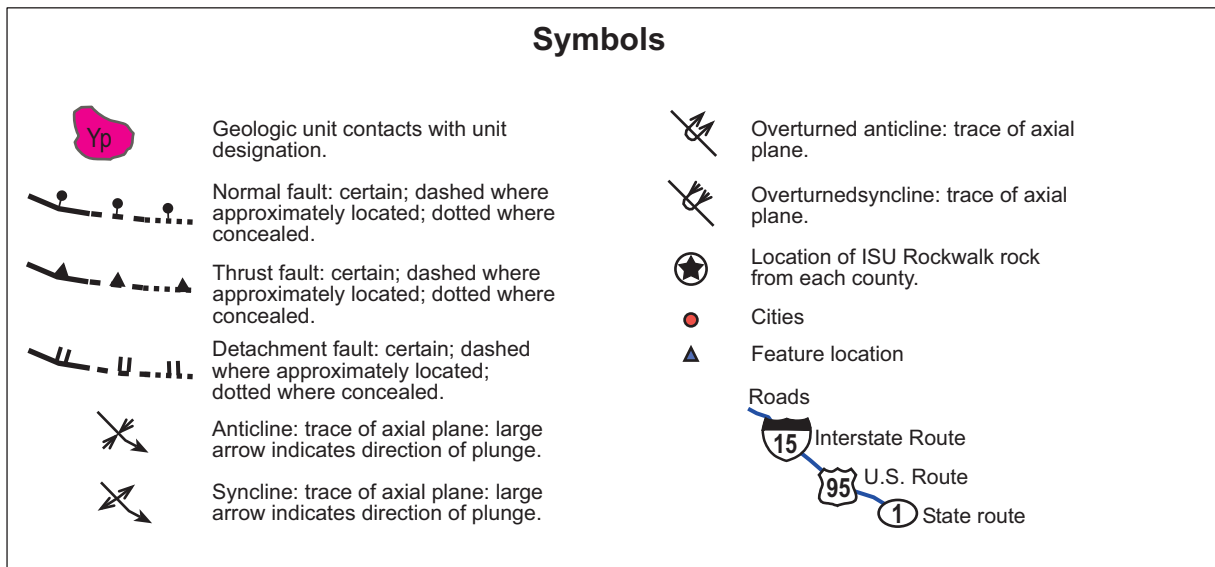 Symbols
Yp
Geologic unit contacts with unit
designation.
Normal fault: certain; dashed where
approximately located; dotted where
concealed.
Thrust fault: certain; dashed where
approximately located; dotted where
concealed.
Detachment fault: certain; dashed
where approximately located;
dotted where concealed.
Anticline: trace of axial plane: large
arrow indicates direction of plunge.
Syncline: trace of axial plane: large
arrow indicates direction of plunge.
Overturned anticline: trace of axial
plane.
Overturnedsyncline: trace of axial
plane.
Location of ISU Rockwalk rock
from each county.
Cities
Feature location
Roads
15 Interstate Route
95 U.S. Route
1 State route